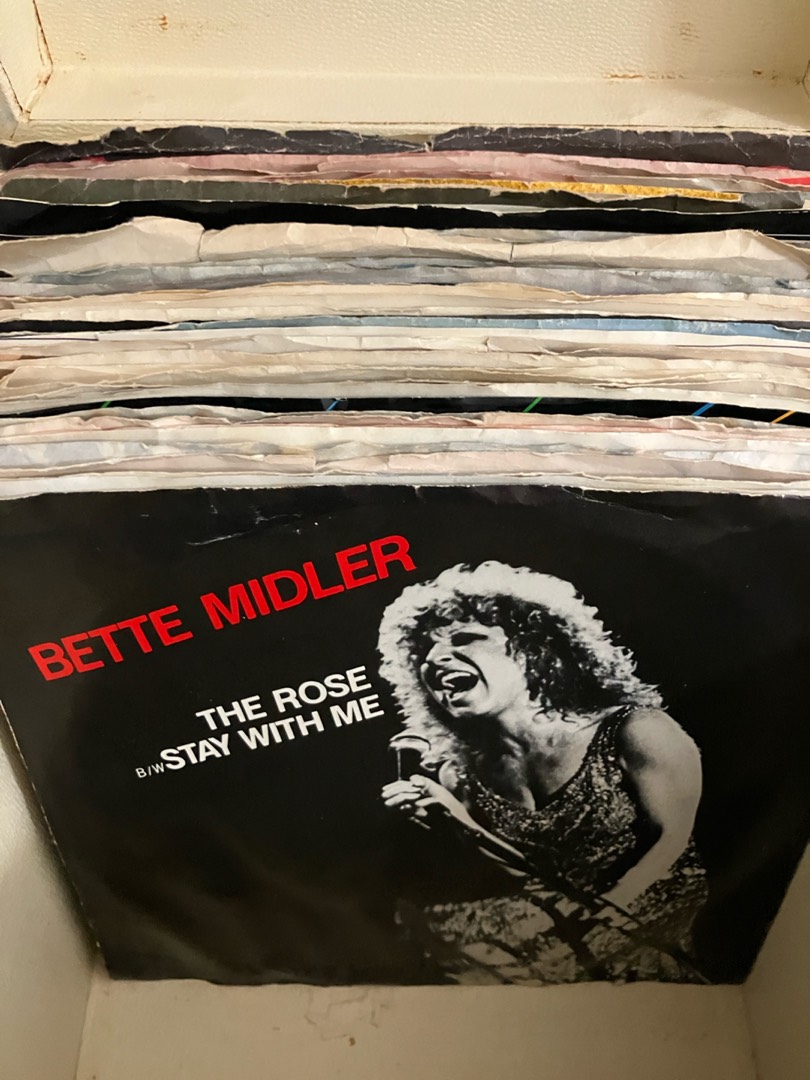 BETTE MIDLER
THE ROSE
B/W STAY WITH ME